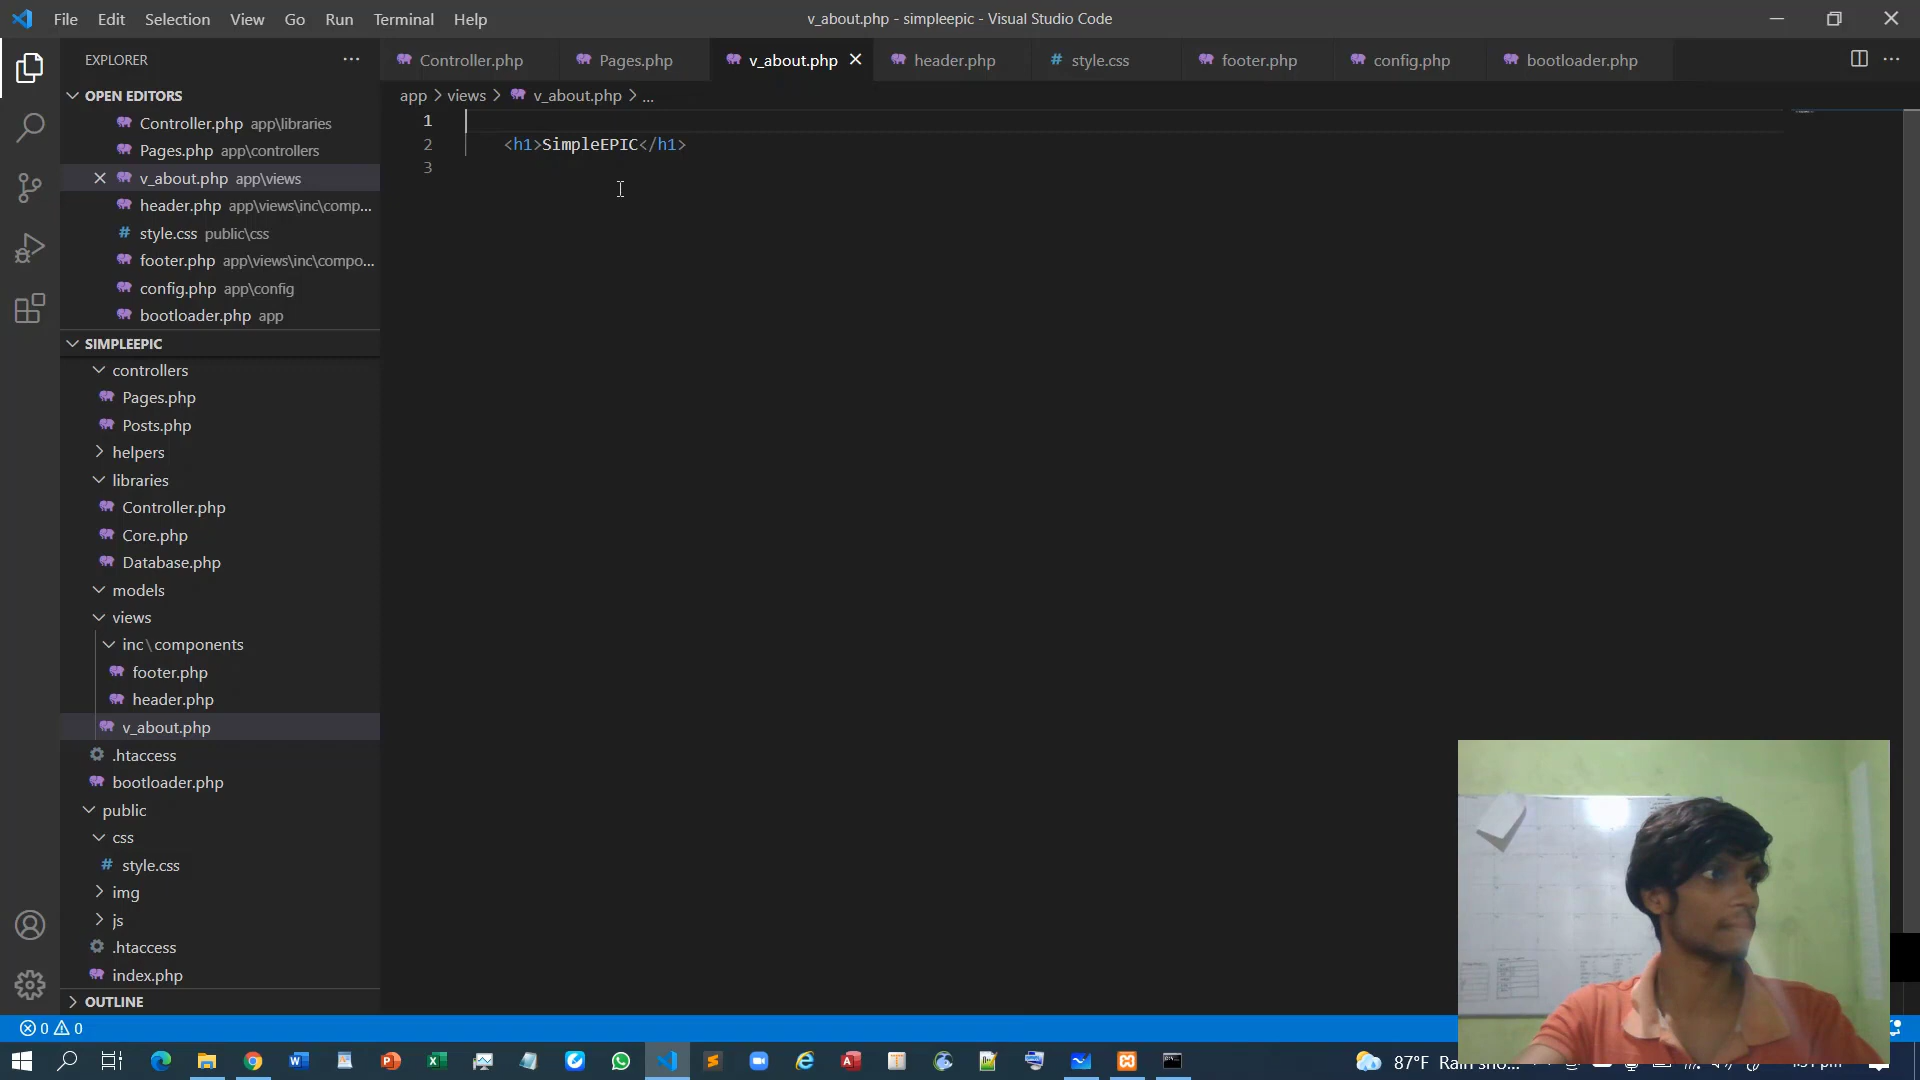 File Edit Selection View Go Run Terminal Help
v_about.php - simpleepic - Visual Studio Code
EXPLORER
Controller.php Pages.php v_about.php header.php style.css footer.php config.php bootloader.php
OPEN EDITORS
Controller.php app\libraries
Pages.php app\controllers
v_about.php app\views
header.php app\views\inc\comp...
style.css public\css
footer.php app\views\inc\compo...
config.php app\config
bootloader.php app
SIMPLEEPIC
controllers
Pages.php
Posts.php
helpers
libraries
Controller.php
Core.php
Database.php
models
views
inc\components
footer.php
header.php
v_about.php
.htaccess
bootloader.php
public
css
style.css
img
js
.htaccess
index.php
OUTLINE
app > views > v_about.php > ...
1
2 <h1>SimpleEPIC</h1>
3
0 0
87°F Rain sho...